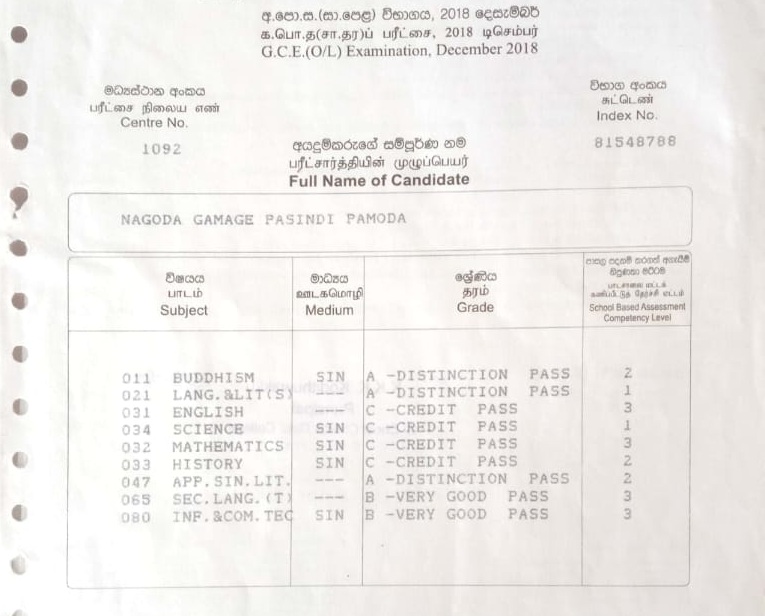 අ.පො.ස.(සා.පෙළ) විභාගය, 2018 දෙසැම්බර්
க.பொ.த(சா.தர)ப் பரீட்சை, 2018 டிசெம்பர்
G.C.E.(O/L) Examination, December 2018
මධ්‍යස්ථාන අංකය
பரீட்சை நிலைய எண்
Centre No.
1092
විභාග අංකය
சுட்டெண்
Index No.
81548788
අයදුම්කරුගේ සම්පූර්ණ නම
பரீட்சார்த்தியின் முழுப்பெயர்
Full Name of Candidate
NAGODA GAMAGE PASINDI PAMODA
විෂයය මාධ්‍යය ශ්‍රේණිය
பாடம் ஊடகமொழி தரம்
Subject Medium Grade
පාසල පදනම් කරගත් ඇගයීම්
නිපුණතා මට්ටම
பாடசாலை மட்டக்
கணிப்பீட்டுத் தேர்ச்சி மட்டம்
School Based Assessment
Competency Level
011 BUDDHISM SIN A -DISTINCTION PASS 2
021 LANG.&LIT(S) --- A -DISTINCTION PASS 1
031 ENGLISH --- C -CREDIT PASS 3
034 SCIENCE SIN C -CREDIT PASS 1
032 MATHEMATICS SIN C -CREDIT PASS 3
033 HISTORY SIN C -CREDIT PASS 2
047 APP.SIN.LIT. --- A -DISTINCTION PASS 2
065 SEC.LANG.(T) --- B -VERY GOOD PASS 3
080 INF.&COM.TEC SIN B -VERY GOOD PASS 3